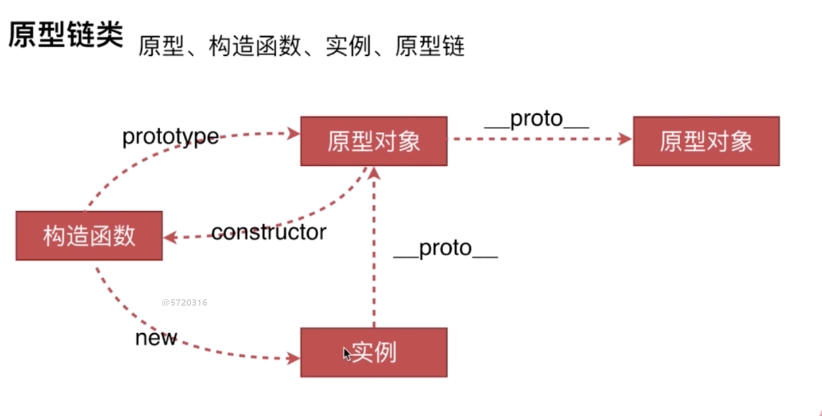 原型链类
原型、构造函数、实例、原型链
prototype
原型对象
__proto__
原型对象
构造函数
constructor
__proto__
@5720316
new
实例